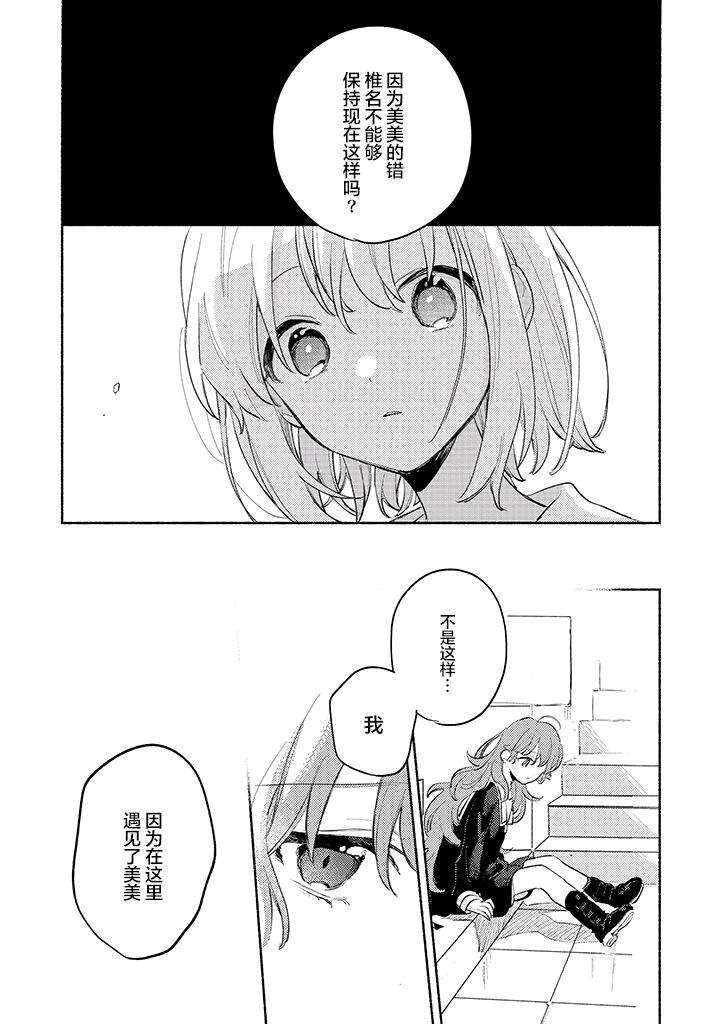 因为美美的错
椎名不能够
保持现在这样吗？
不是这样…
我
因为在这里
遇见了美美